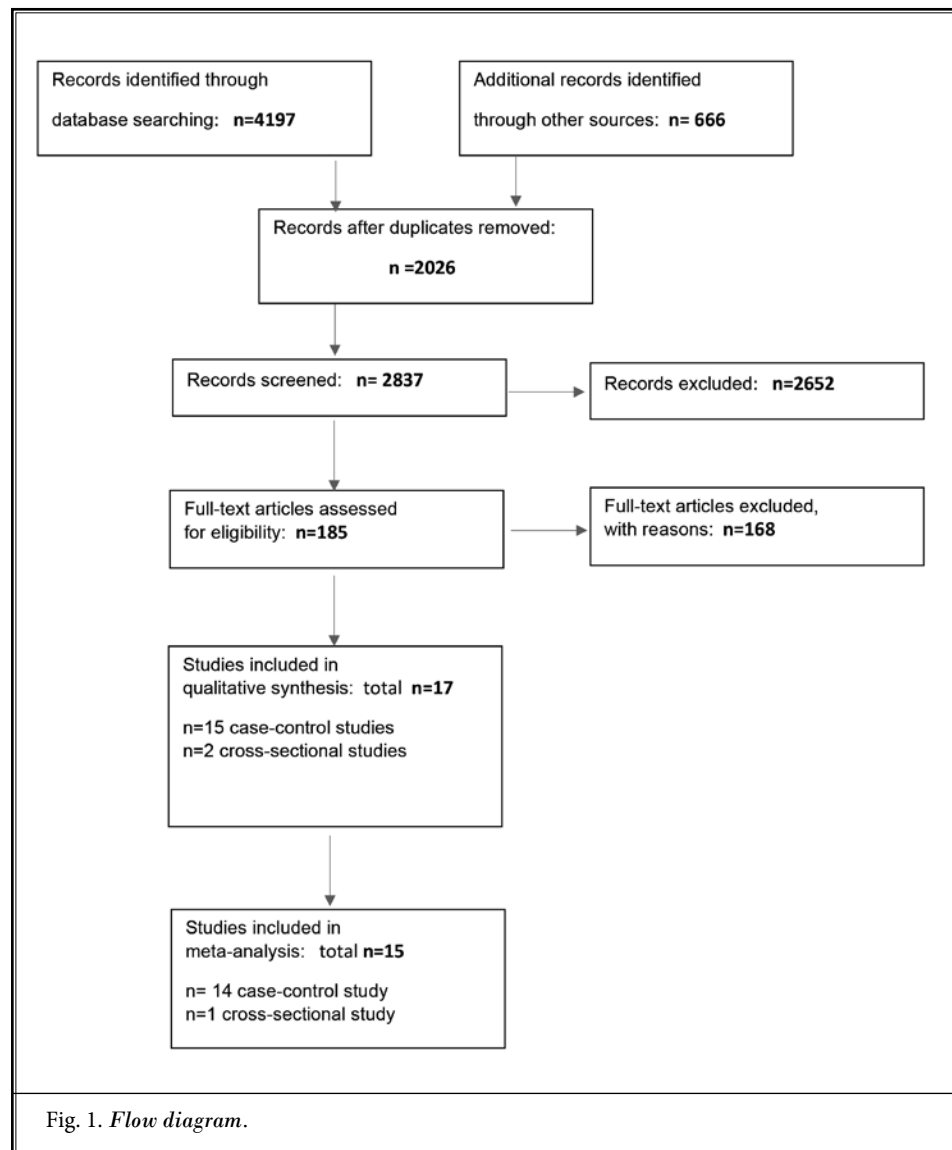 Records identified through
database searching: n=4197
Additional records identified
through other sources: n= 666
Records after duplicates removed:
n =2026
Records screened: n= 2837
Records excluded: n=2652
Full-text articles assessed
for eligibility: n=185
Full-text articles excluded,
with reasons: n=168
Studies included in
qualitative synthesis: total n=17
n=15 case-control studies
n=2 cross-sectional studies
Studies included in
meta-analysis: total n=15
n= 14 case-control study
n=1 cross-sectional study
Fig. 1. Flow diagram.